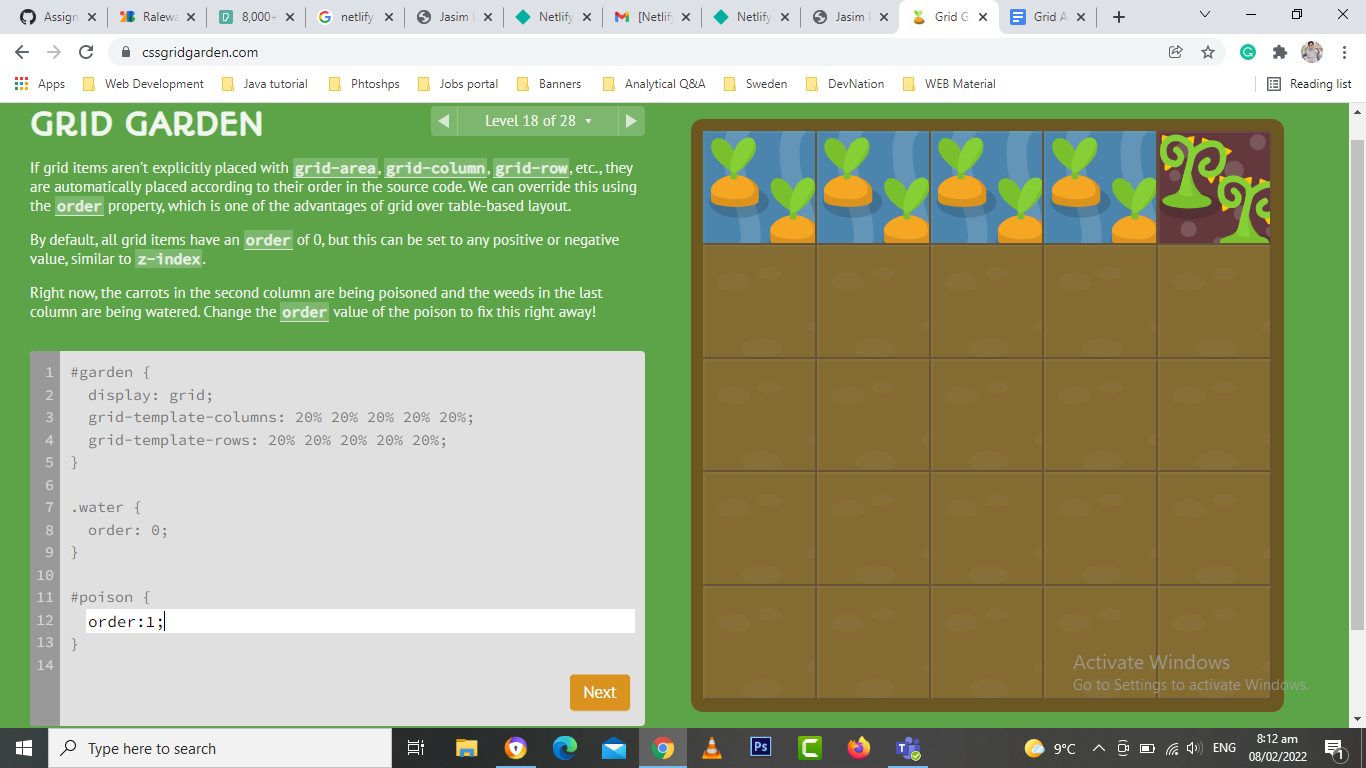 Assign
Ralewa
8,000+
netlify
Jasim
Netlify
[Netlif
Netlify
Jasim
Grid G
Grid A
cssgridgarden.com
Apps
Web Development
Java tutorial
Phtoshps
Jobs portal
Banners
Analytical Q&A
Sweden
DevNation
WEB Material
Reading list
GRID GARDEN
Level 18 of 28
If grid items aren't explicitly placed with grid-area, grid-column, grid-row, etc., they
are automatically placed according to their order in the source code. We can override this using
the order property, which is one of the advantages of grid over table-based layout.
By default, all grid items have an order of 0, but this can be set to any positive or negative
value, similar to z-index.
Right now, the carrots in the second column are being poisoned and the weeds in the last
column are being watered. Change the order value of the poison to fix this right away!
1 #garden {
2 display: grid;
3 grid-template-columns: 20% 20% 20% 20% 20%;
4 grid-template-rows: 20% 20% 20% 20% 20%;
5 }
6
7 .water {
8 order: 0;
9 }
10
11 #poison {
12 order:1;
13 }
14
Next
Activate Windows
Go to Settings to activate Windows.
Type here to search
Ps
9°C
ENG
8:12 am
08/02/2022
1